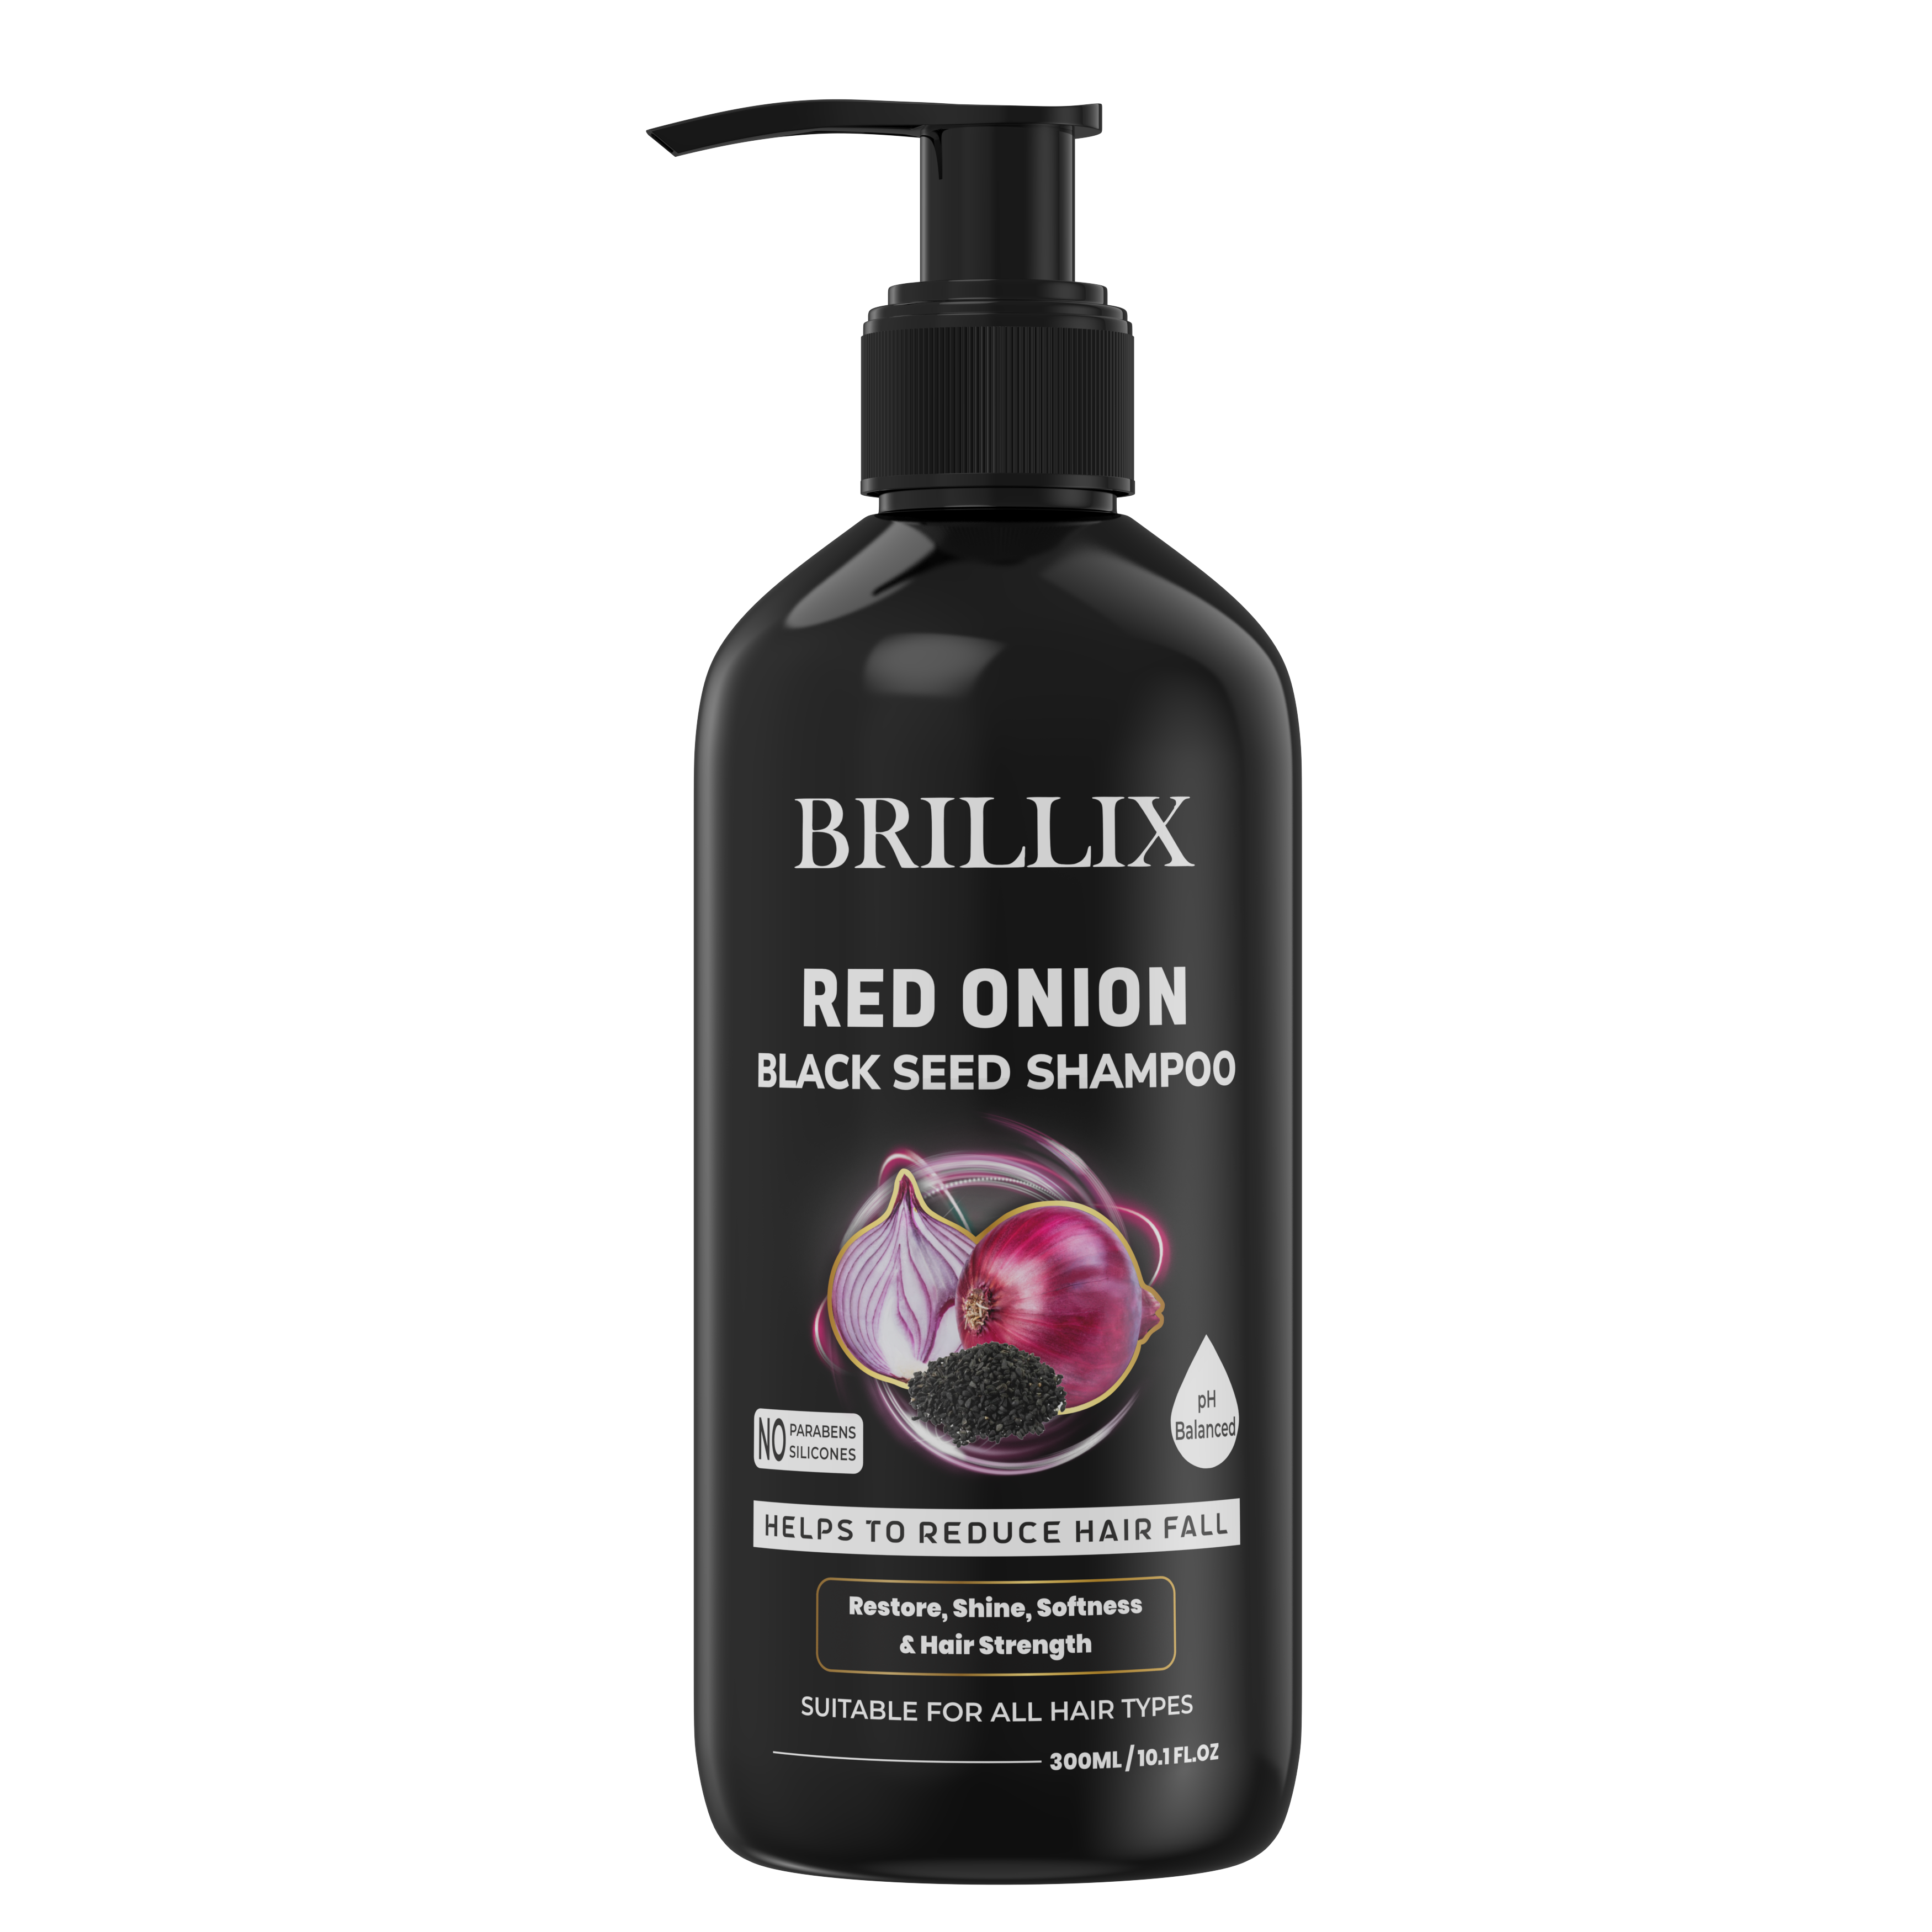 BRILLIX
RED ONION
BLACK SEED SHAMPOO
pH
Balanced
NO PARABENS
SILICONES
HELPS TO REDUCE HAIR FALL
Restore, Shine, Softness
& Hair Strength
SUITABLE FOR ALL HAIR TYPES
300ML/10.1 FL.OZ